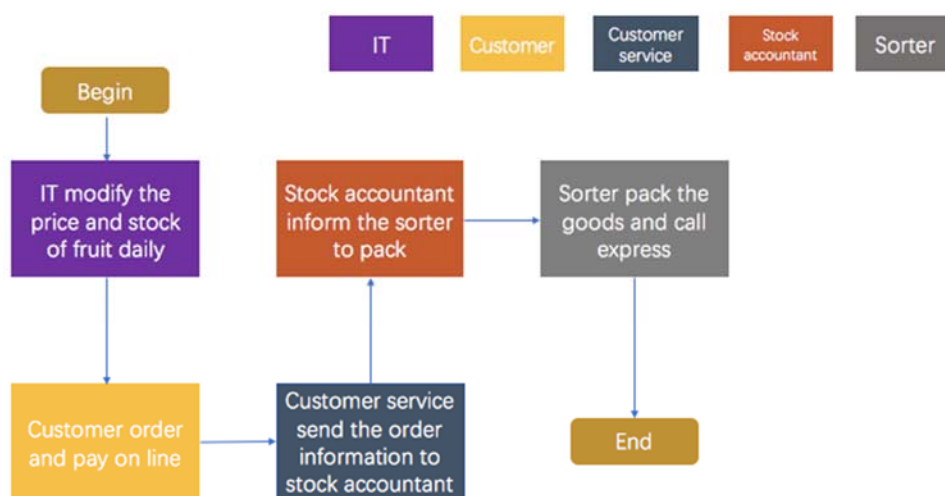 IT
Customer
Customer
service
Stock
accountant
Sorter
Begin
IT modify the
price and stock
of fruit daily
Stock accountant
inform the sorter
to pack
Sorter pack the
goods and call
express
Customer order
and pay on line
Customer service
send the order
information to
stock accountant
End